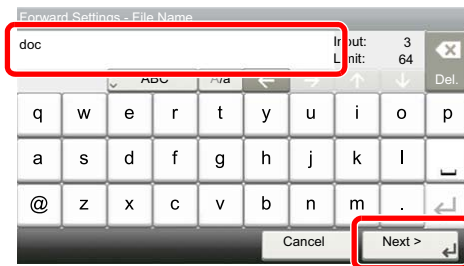 Forward Settings - File Name
doc
Input: 3
Limit: 64
ABC A/a Del.
q w e r t y u i o p
a s d f g h j k l
@ z x c v b n m .
Cancel Next >